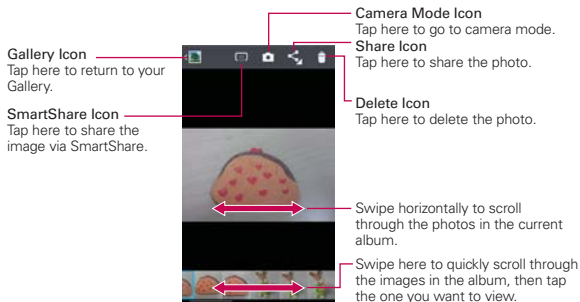 Camera Mode Icon
Tap here to go to camera mode.
Share Icon
Tap here to share the photo.
Gallery Icon
Tap here to return to your
Gallery.
Delete Icon
Tap here to delete the photo.
SmartShare Icon
Tap here to share the
image via SmartShare.
Swipe horizontally to scroll
through the photos in the current
album.
Swipe here to quickly scroll through
the images in the album, then tap
the one you want to view.